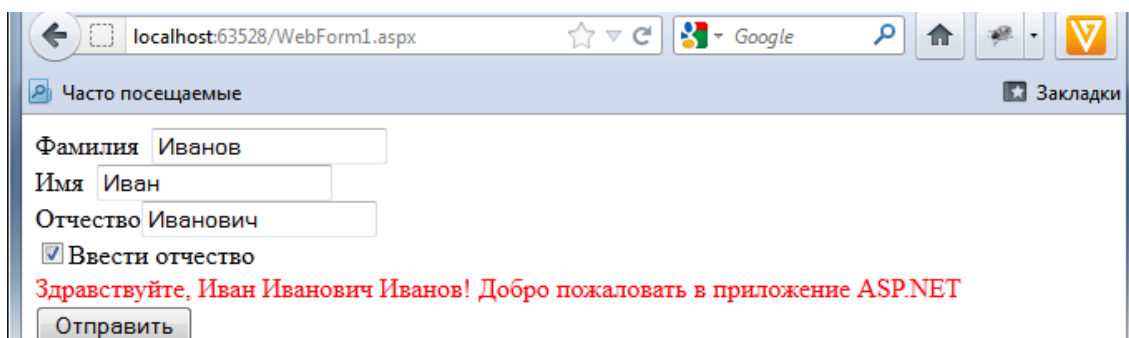 localhost:63528/WebForm1.aspx Google
Часто посещаемые Закладки
Фамилия Иванов
Имя Иван
Отчество Иванович
Ввести отчество
Здравствуйте, Иван Иванович Иванов! Добро пожаловать в приложение ASP.NET
Отправить